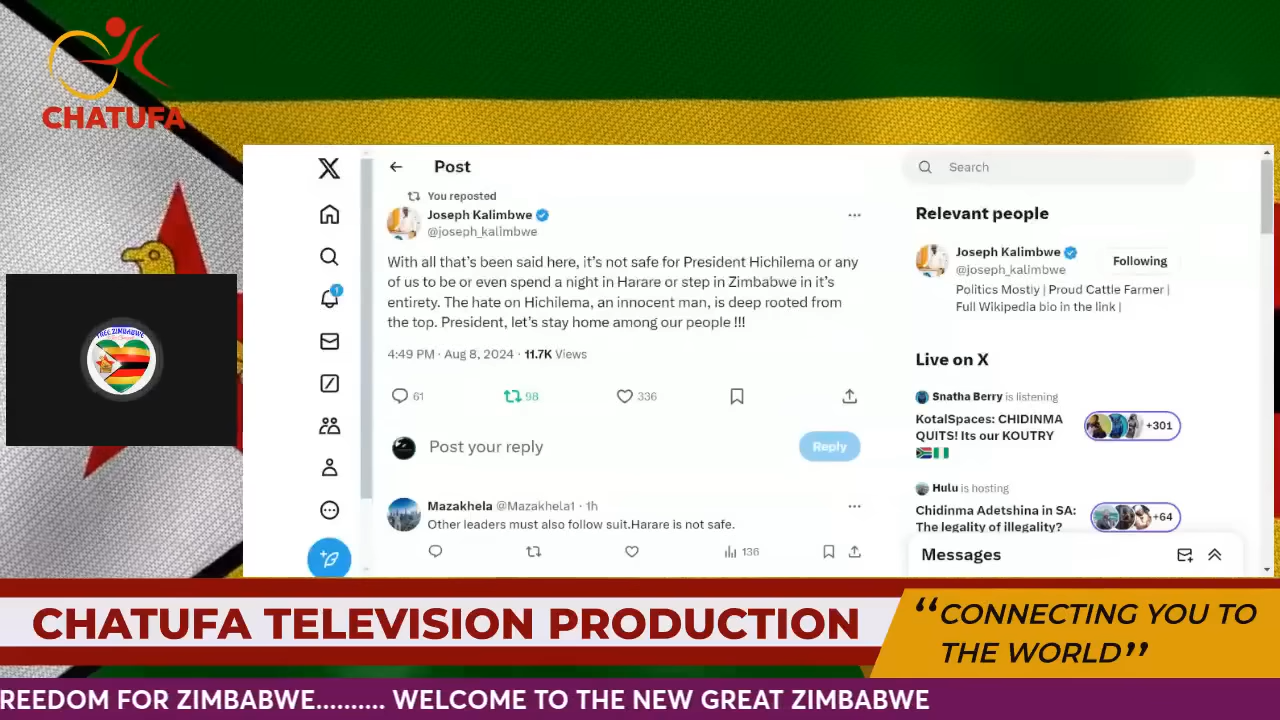 CHATUFA
FREE ZIMBABWE
Post
Search
You reposted
Joseph Kalimbwe
@joseph_kalimbwe
With all that's been said here, it's not safe for President Hichilema or any
of us to be or even spend a night in Harare or step in Zimbabwe in it's
entirety. The hate on Hichilema, an innocent man, is deep rooted from
the top. President, let's stay home among our people !!!
4:49 PM · Aug 8, 2024 · 11.7K Views
61 98 336
Post your reply
Reply
Mazakhela @Mazakhela1 · 1h
Other leaders must also follow suit.Harare is not safe.
136
Relevant people
Joseph Kalimbwe
@joseph_kalimbwe
Following
Politics Mostly | Proud Cattle Farmer |
Full Wikipedia bio in the link |
Live on X
Snatha Berry is listening
KotalSpaces: CHIDINMA
QUITS! Its our KOUTRY
+301
Hulu is hosting
Chidinma Adetshina in SA:
The legality of illegality?
+64
Messages
1
CHATUFA TELEVISION PRODUCTION
“CONNECTING YOU TO
THE WORLD”
REEDOM FOR ZIMBABWE.......... WELCOME TO THE NEW GREAT ZIMBABWE